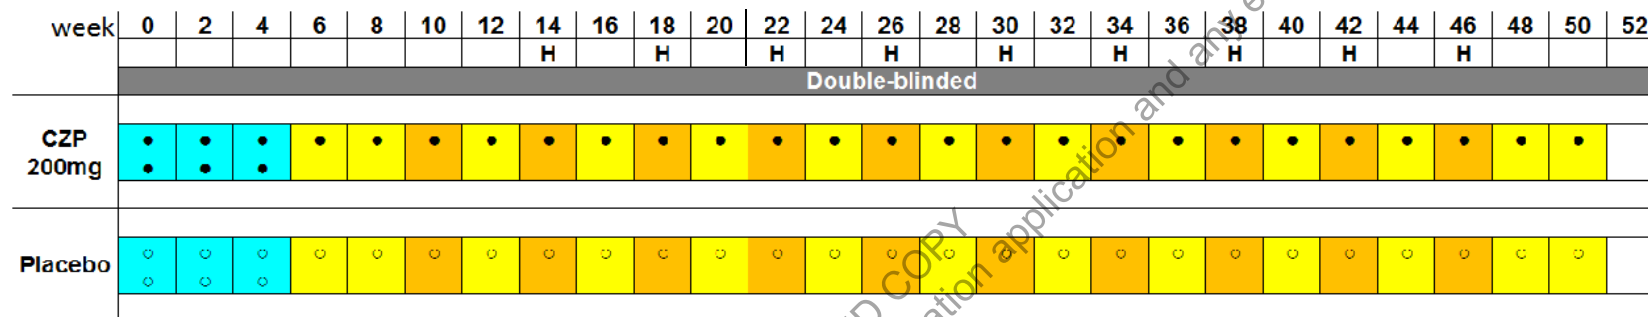 week 0 2 4 6 8 10 12 14 16 18 20 22 24 26 28 30 32 34 36 38 40 42 44 46 48 50 52
H H H H H H H H H
Double-blinded
CZP
200mg
Placebo
COPY
application and any